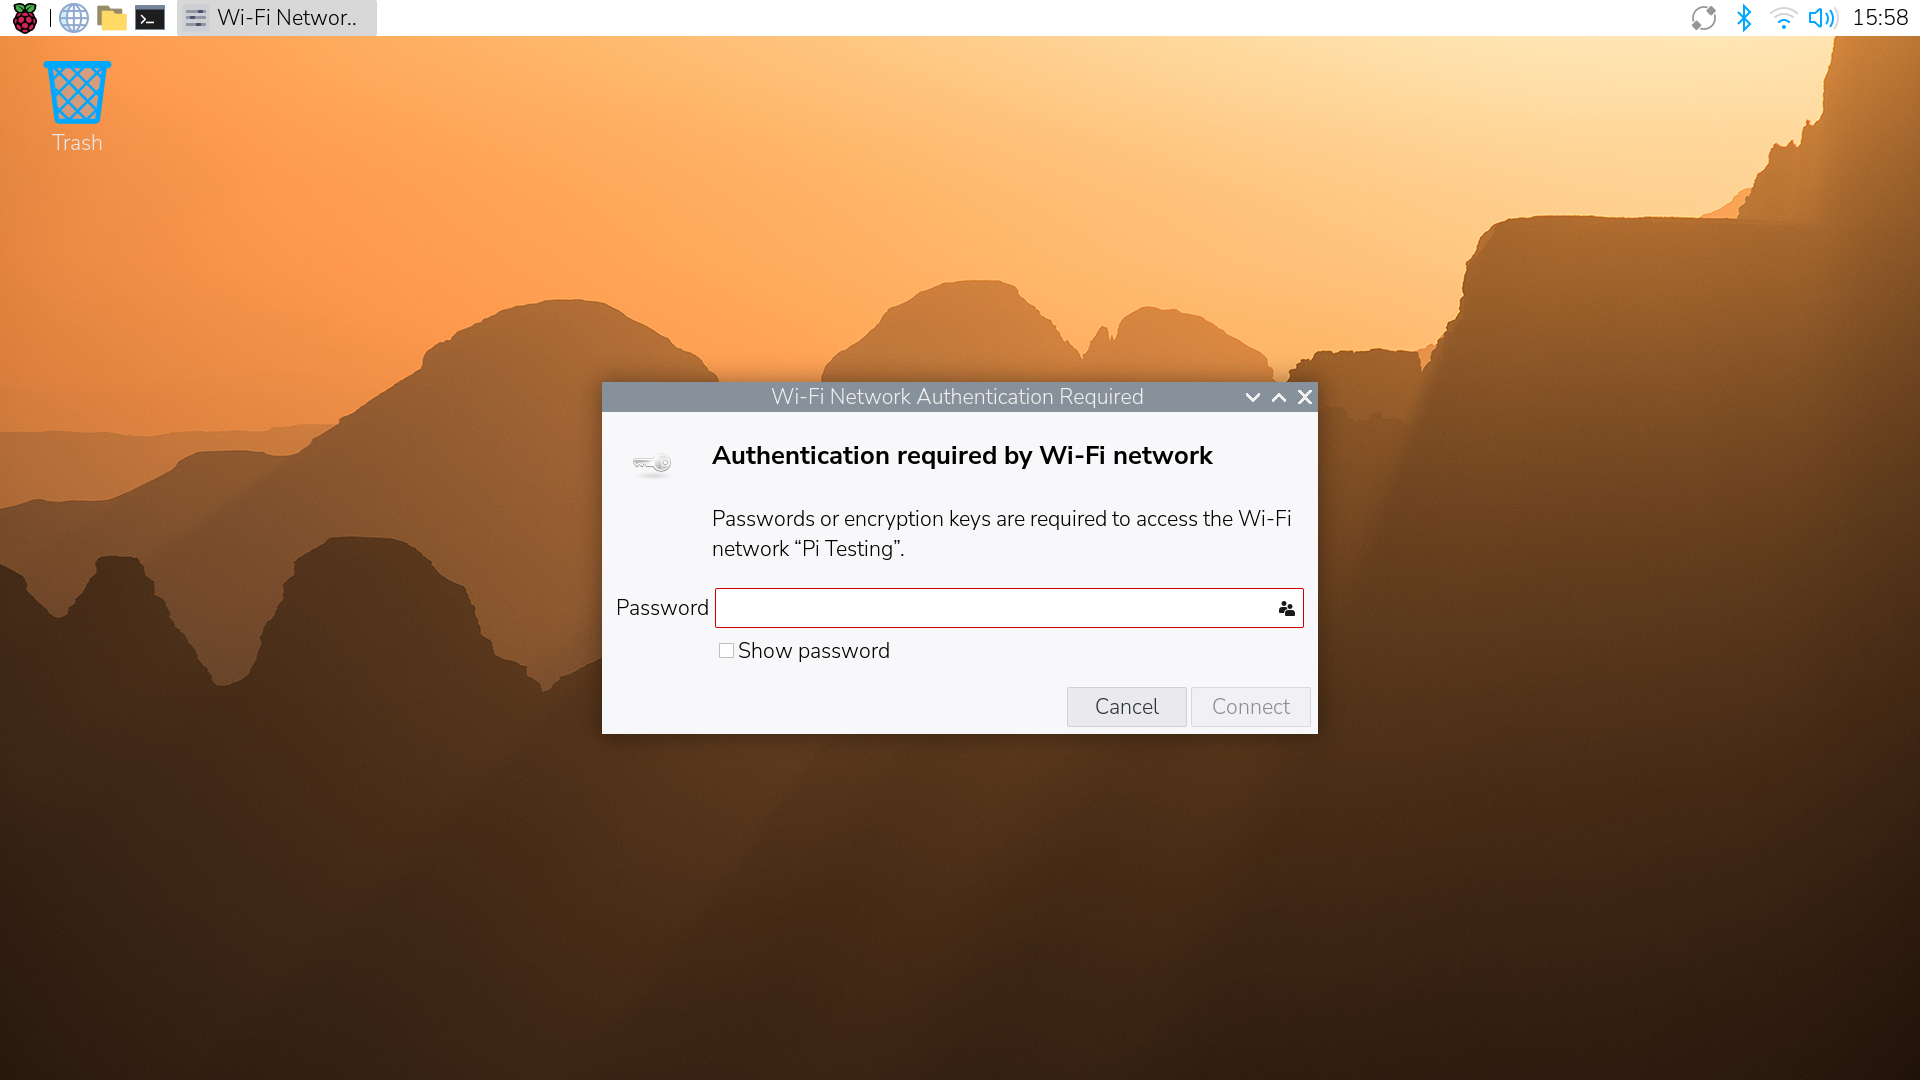 Wi-Fi Networ..
15:58
Trash
Wi-Fi Network Authentication Required
Authentication required by Wi-Fi network
Passwords or encryption keys are required to access the Wi-Fi
network “Pi Testing”.
Password
Show password
Cancel
Connect